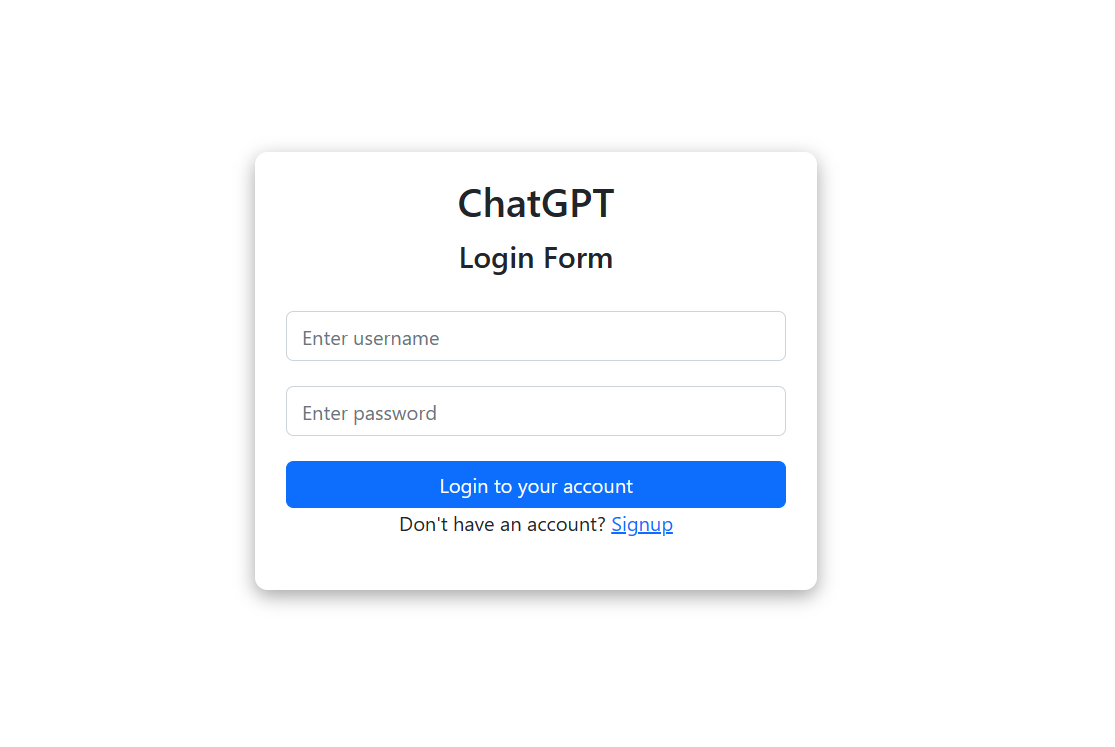 ChatGPT
Login Form
Enter username
Enter password
Login to your account
Don't have an account? Signup